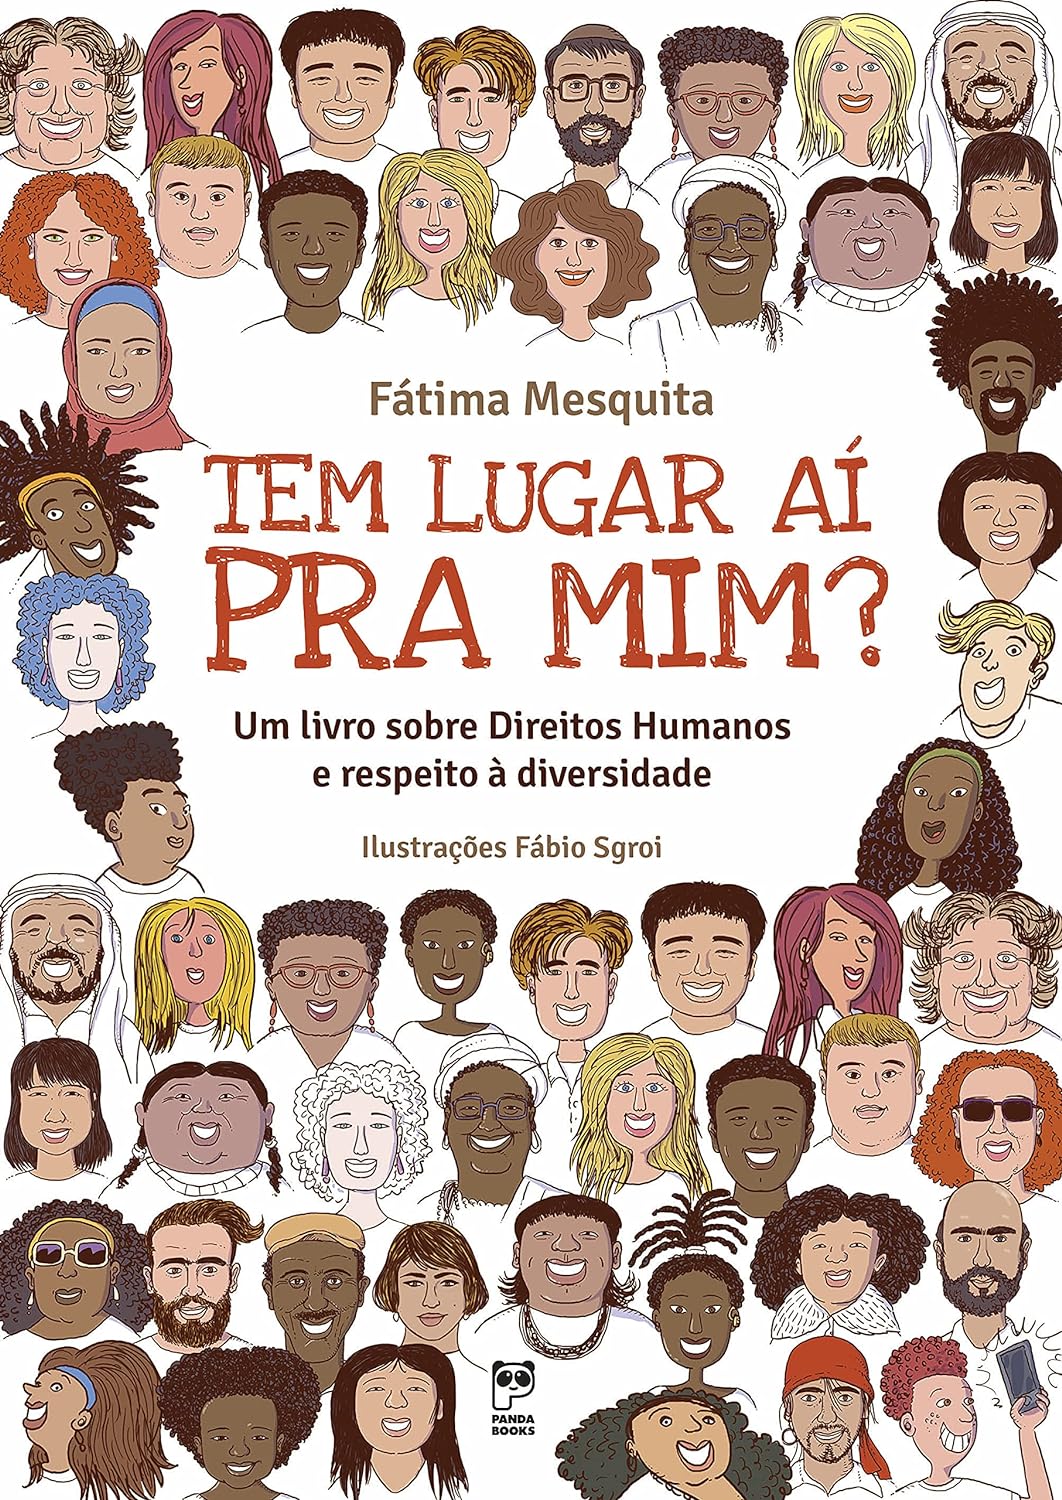 Fátima Mesquita
TEM LUGAR AÍ
PRA MIM?
Um livro sobre Direitos Humanos
e respeito à diversidade
Ilustrações Fábio Sgroi
PANDA
BOOKS